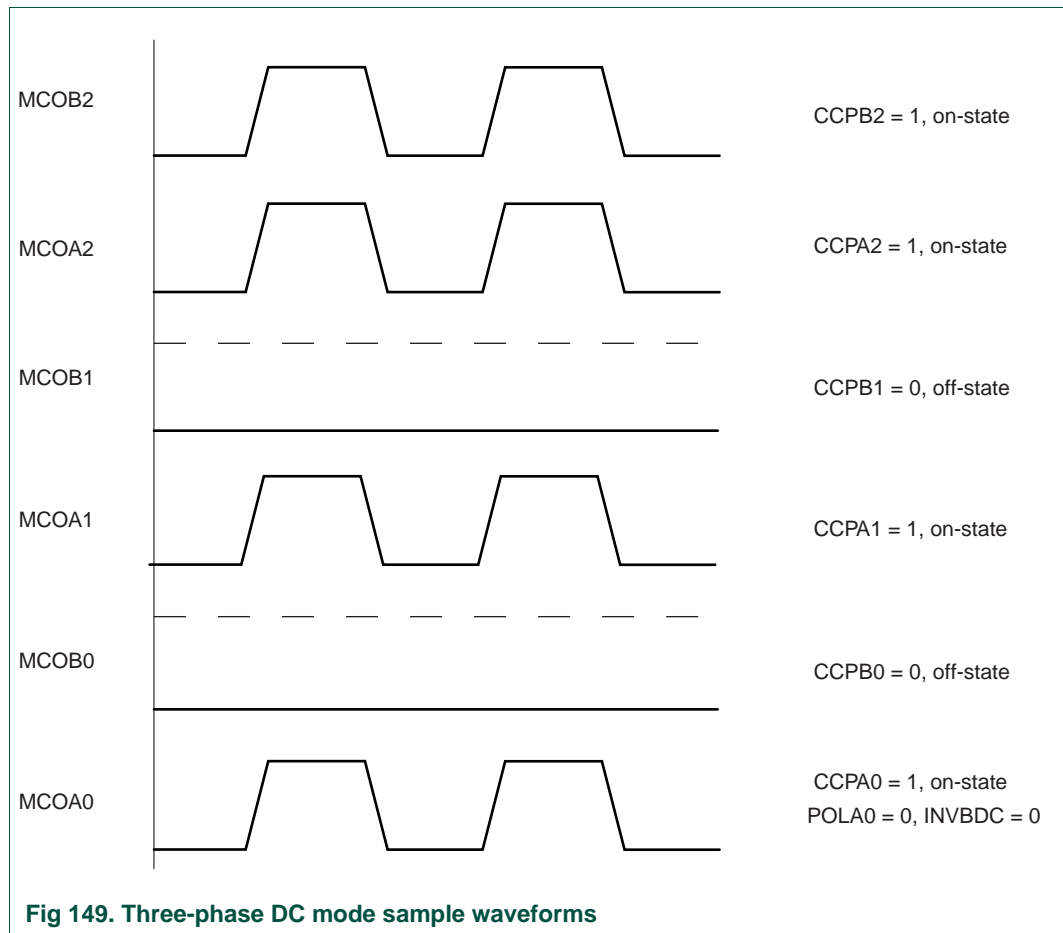 MCOB2
CCPB2 = 1, on-state
MCOA2
CCPA2 = 1, on-state
MCOB1
CCPB1 = 0, off-state
MCOA1
CCPA1 = 1, on-state
MCOB0
CCPB0 = 0, off-state
MCOA0
CCPA0 = 1, on-state
POLA0 = 0, INVBDC = 0
Fig 149. Three-phase DC mode sample waveforms